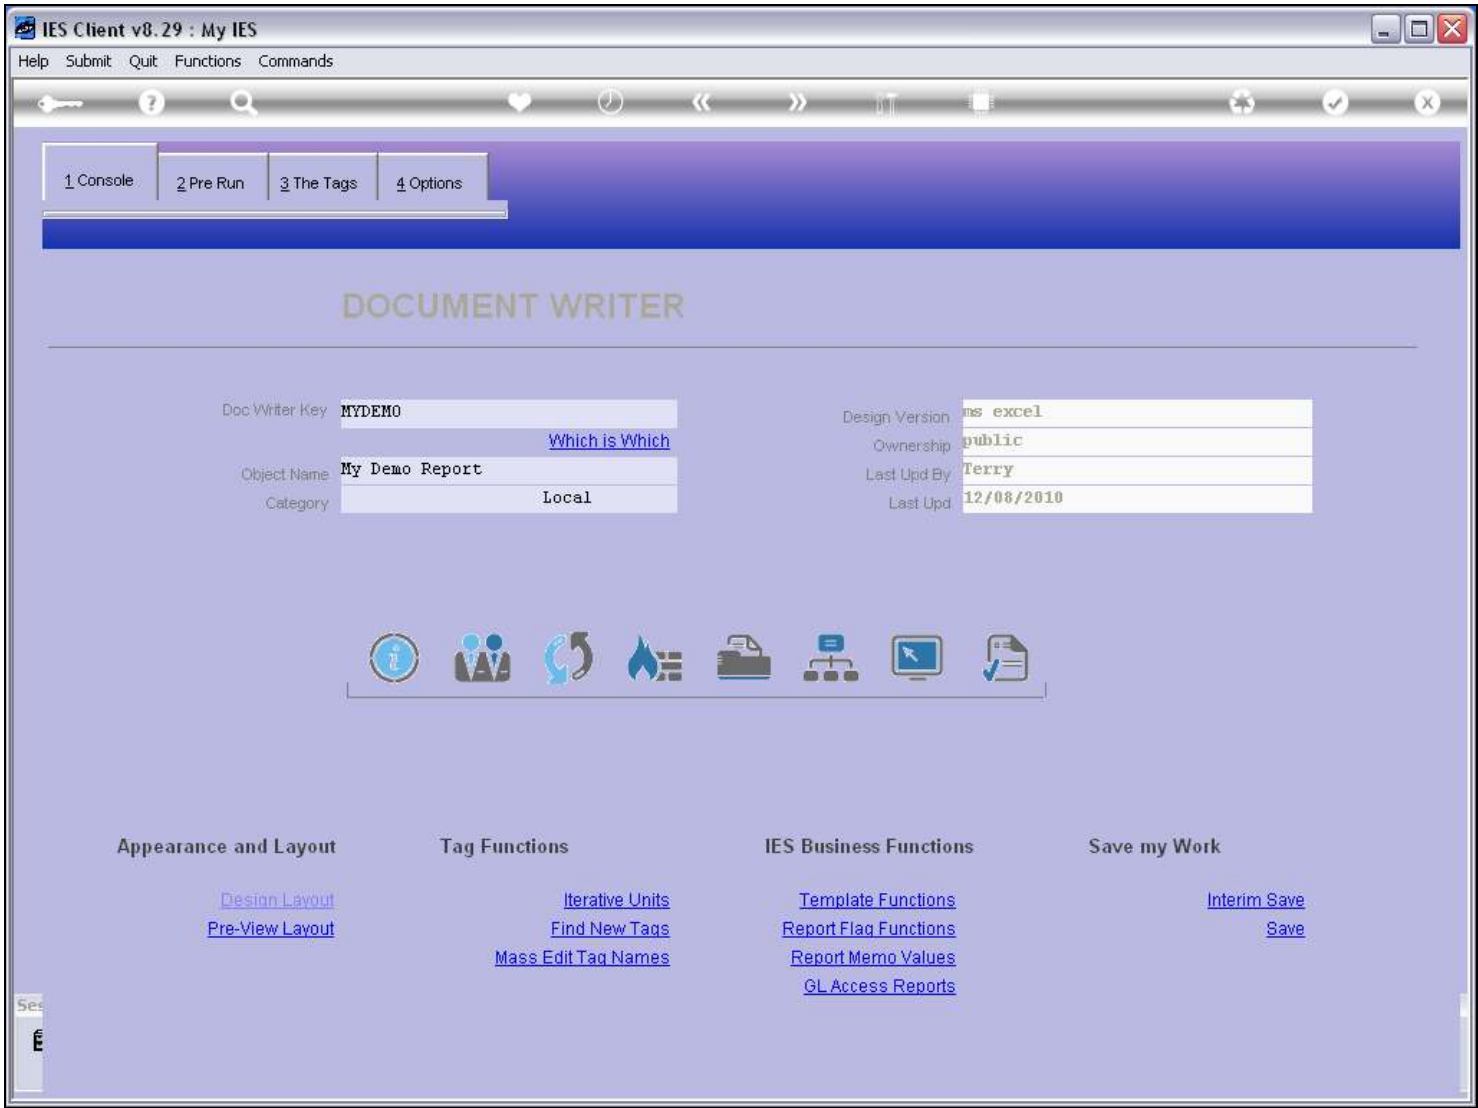 IES Client v8.29 : My IES
Help Submit Quit Functions Commands
1 Console 2 Pre Run 3 The Tags 4 Options
DOCUMENT WRITER
Doc Writer Key MYDEMO
Which is Which
Object Name My Demo Report
Category Local
Design Version ms excel
Ownership public
Last Upd By Terry
Last Upd 12/08/2010
Appearance and Layout
Design Layout
Pre-View Layout
Tag Functions
Iterative Units
Find New Tags
Mass Edit Tag Names
IES Business Functions
Template Functions
Report Flag Functions
Report Memo Values
GL Access Reports
Save my Work
Interim Save
Save
Ses